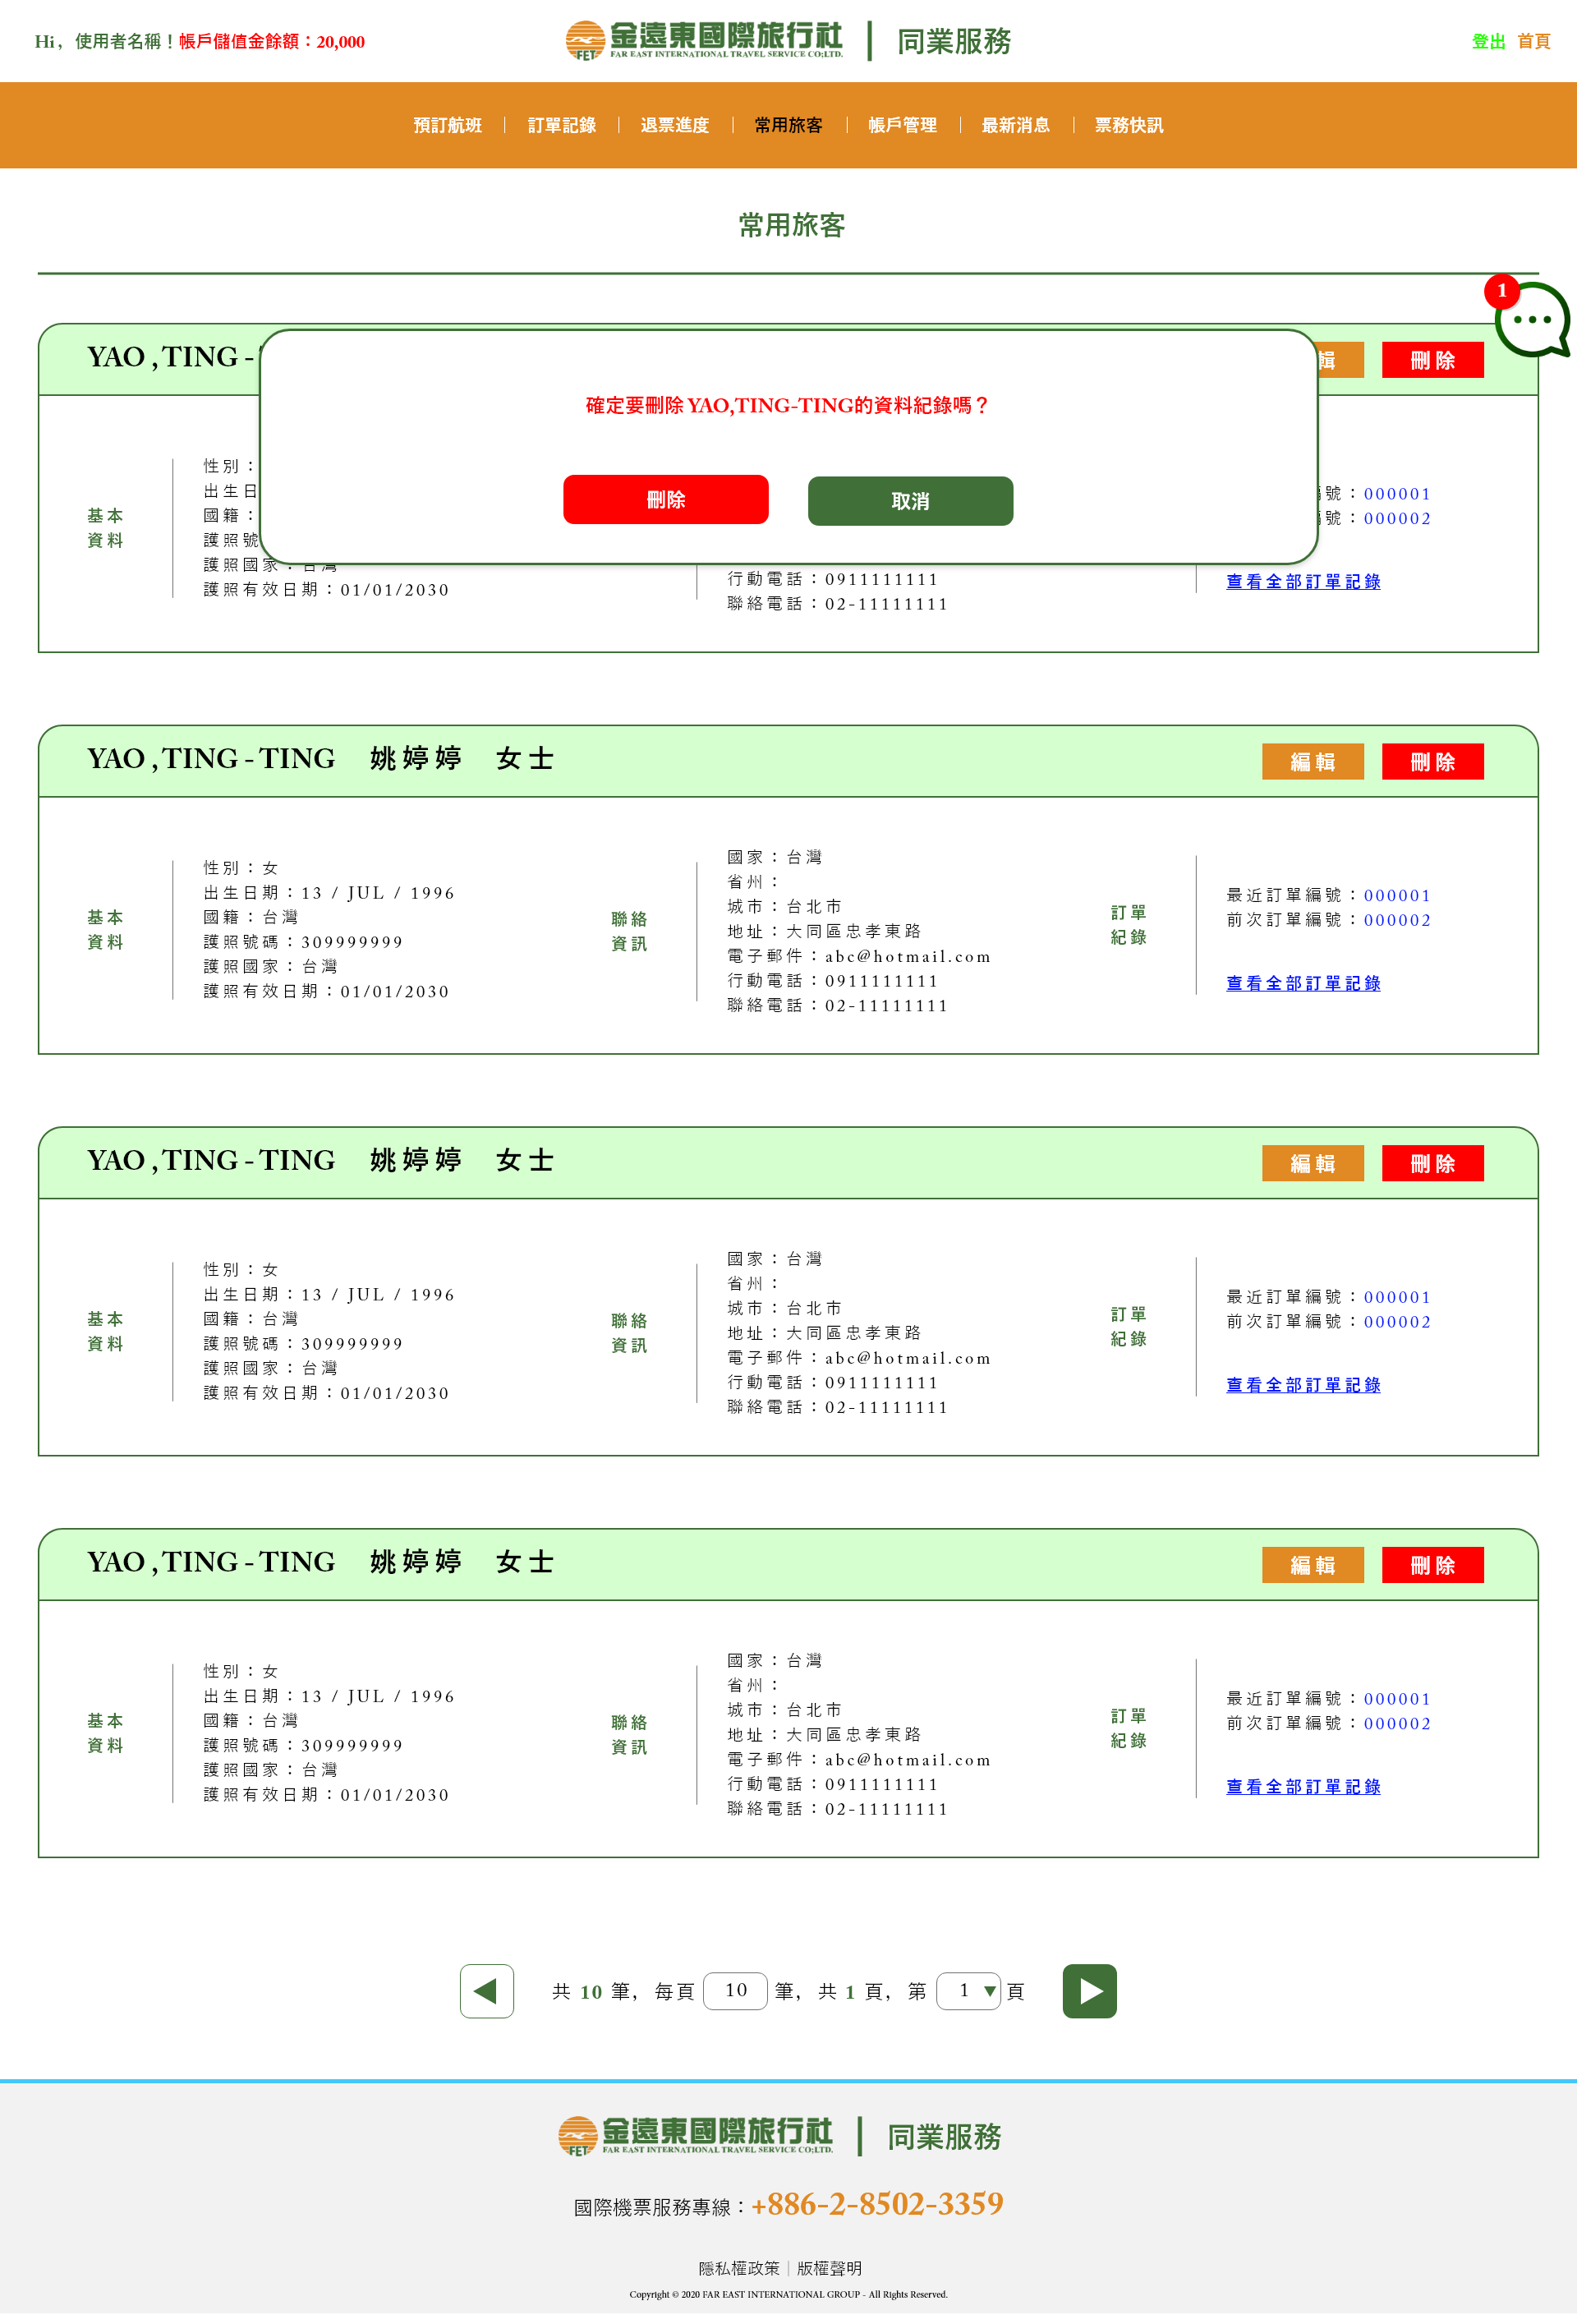 Hi , 使用者名稱！帳戶儲值金餘額：20,000
金遠東國際旅行社
FAR EAST INTERNATIONAL TRAVEL SERVICE CO;LTD.
FET
同業服務
登出 首頁
預訂航班 訂單記錄 退票進度 常用旅客 帳戶管理 最新消息 票務快訊
常用旅客
1
YAO , TING -
刪除
確定要刪除 YAO,TING-TING的資料紀錄嗎？
刪除 取消
基本
資料
性別：
出生日
國籍：
護照號
護照國家：台灣
護照有效日期：01/01/2030
行動電話：0911111111
聯絡電話：02-11111111
號：000001
號：000002
查看全部訂單記錄
YAO , TING - TING 姚婷婷 女士
編輯 刪除
基本
資料
性別：女
出生日期：13 / JUL / 1996
國籍：台灣
護照號碼：309999999
護照國家：台灣
護照有效日期：01/01/2030
聯絡
資訊
國家：台灣
省州：
城市：台北市
地址：大同區忠孝東路
電子郵件：abc@hotmail.com
行動電話：0911111111
聯絡電話：02-11111111
訂單
紀錄
最近訂單編號：000001
前次訂單編號：000002
查看全部訂單記錄
YAO , TING - TING 姚婷婷 女士
編輯 刪除
基本
資料
性別：女
出生日期：13 / JUL / 1996
國籍：台灣
護照號碼：309999999
護照國家：台灣
護照有效日期：01/01/2030
聯絡
資訊
國家：台灣
省州：
城市：台北市
地址：大同區忠孝東路
電子郵件：abc@hotmail.com
行動電話：0911111111
聯絡電話：02-11111111
訂單
紀錄
最近訂單編號：000001
前次訂單編號：000002
查看全部訂單記錄
YAO , TING - TING 姚婷婷 女士
編輯 刪除
基本
資料
性別：女
出生日期：13 / JUL / 1996
國籍：台灣
護照號碼：309999999
護照國家：台灣
護照有效日期：01/01/2030
聯絡
資訊
國家：台灣
省州：
城市：台北市
地址：大同區忠孝東路
電子郵件：abc@hotmail.com
行動電話：0911111111
聯絡電話：02-11111111
訂單
紀錄
最近訂單編號：000001
前次訂單編號：000002
查看全部訂單記錄
共 10 筆, 每頁 10 筆, 共 1 頁, 第 1 頁
金遠東國際旅行社
FAR EAST INTERNATIONAL TRAVEL SERVICE CO;LTD.
FET
同業服務
國際機票服務專線：+886-2-8502-3359
隱私權政策｜版權聲明
Copyright © 2020 FAR EAST INTERNATIONAL GROUP - All Rights Reserved.